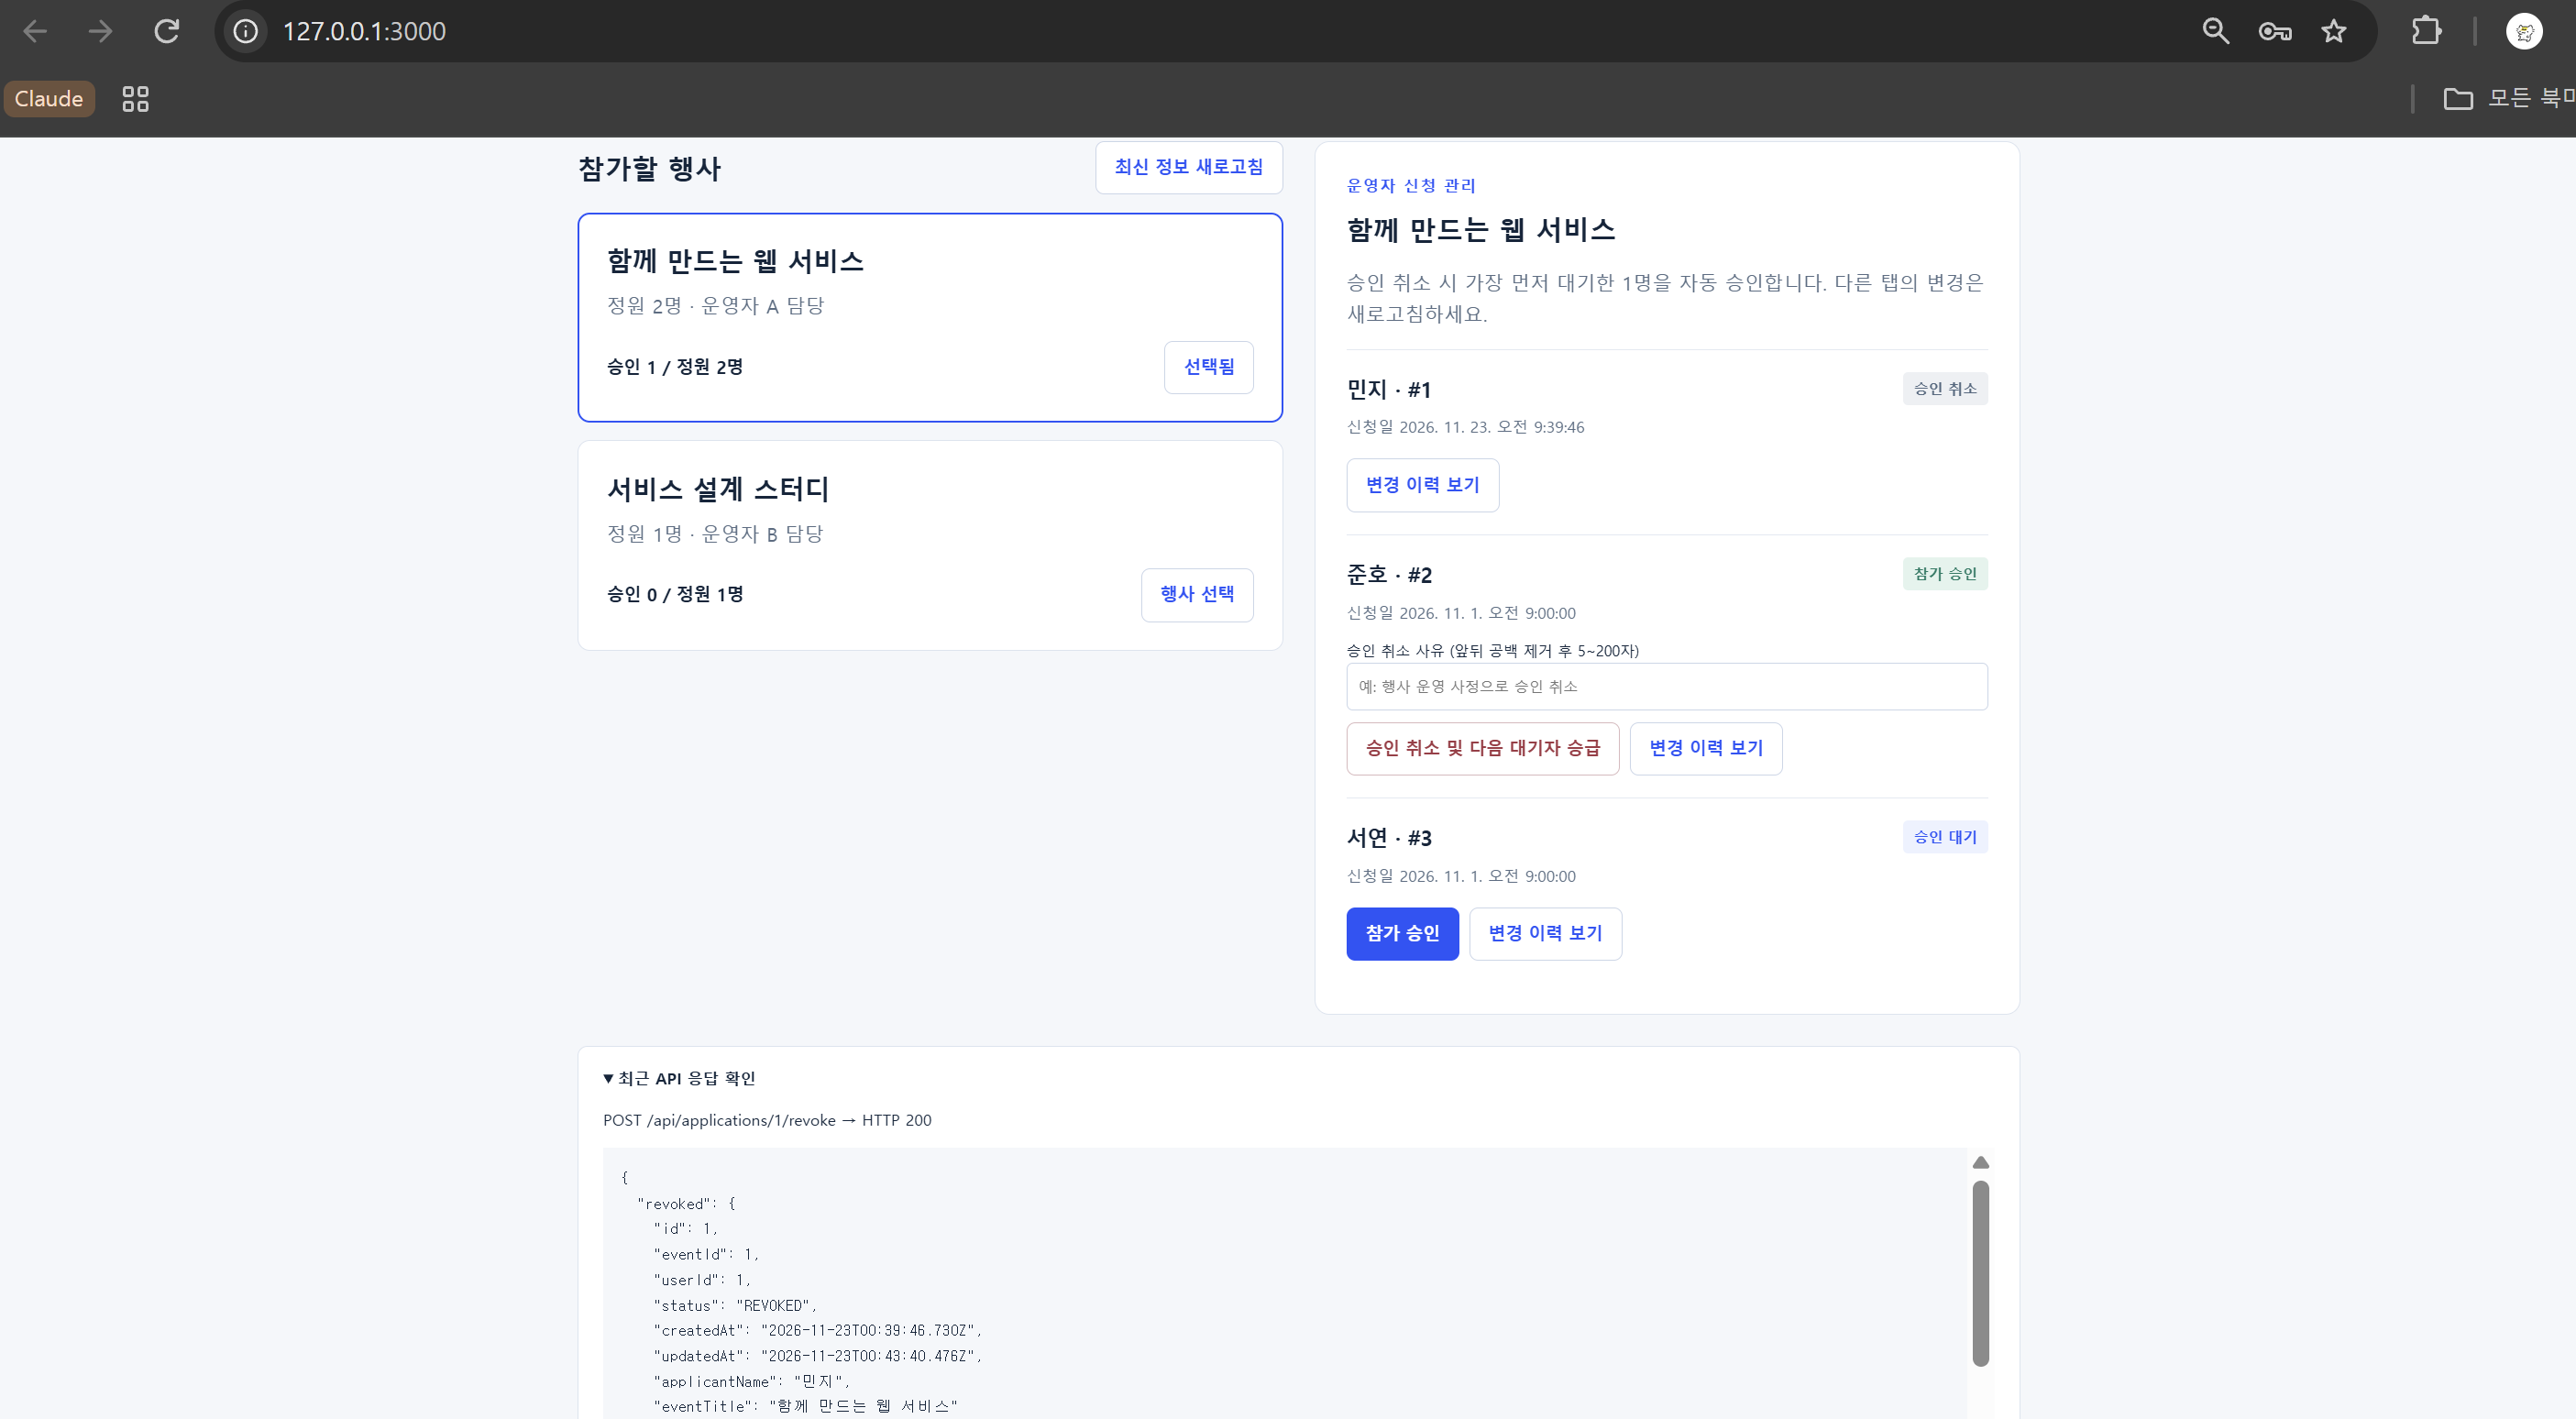 127.0.0.1:3000
Claude
모든 북마
참가할 행사
최신 정보 새로고침
함께 만드는 웹 서비스
정원 2명 · 운영자 A 담당
승인 1 / 정원 2명
선택됨
서비스 설계 스터디
정원 1명 · 운영자 B 담당
승인 0 / 정원 1명
행사 선택
운영자 신청 관리
함께 만드는 웹 서비스
승인 취소 시 가장 먼저 대기한 1명을 자동 승인합니다. 다른 탭의 변경은
새로고침하세요.
민지 · #1
승인 취소
신청일 2026. 11. 23. 오전 9:39:46
변경 이력 보기
준호 · #2
참가 승인
신청일 2026. 11. 1. 오전 9:00:00
승인 취소 사유 (앞뒤 공백 제거 후 5~200자)
예: 행사 운영 사정으로 승인 취소
승인 취소 및 다음 대기자 승급
변경 이력 보기
서연 · #3
승인 대기
신청일 2026. 11. 1. 오전 9:00:00
참가 승인
변경 이력 보기
▼ 최근 API 응답 확인
POST /api/applications/1/revoke → HTTP 200
{
"revoked": {
"id": 1,
"eventId": 1,
"userId": 1,
"status": "REVOKED",
"createdAt": "2026-11-23T00:39:46.730Z",
"updatedAt": "2026-11-23T00:43:40.476Z",
"applicantName": "민지",
"eventTitle": "함께 만드는 웹 서비스"